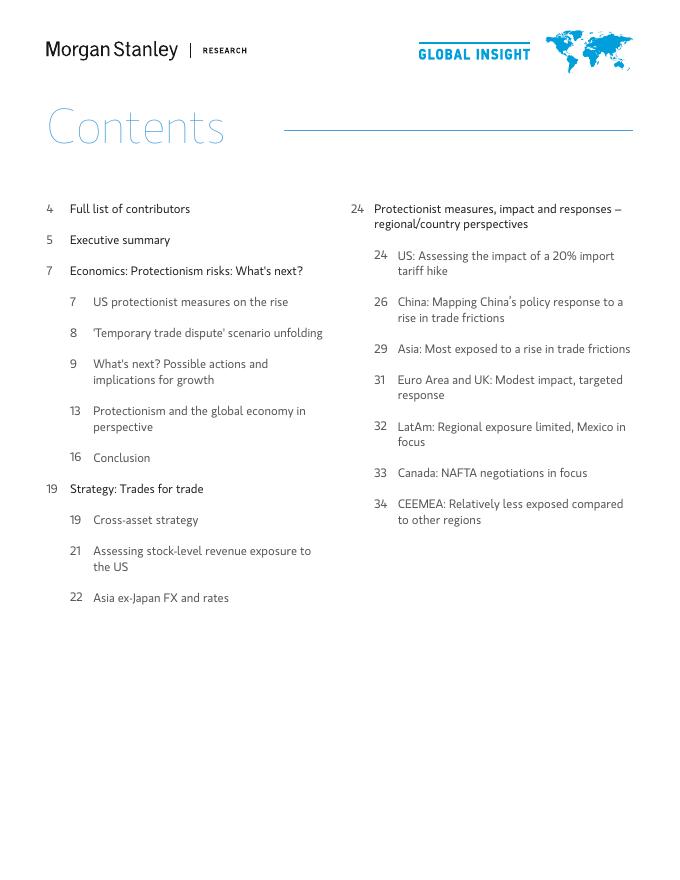 Morgan Stanley | RESEARCH
GLOBAL INSIGHT
Contents
4 Full list of contributors
5 Executive summary
7 Economics: Protectionism risks: What's next?
7 US protectionist measures on the rise
8 'Temporary trade dispute' scenario unfolding
9 What's next? Possible actions and
implications for growth
13 Protectionism and the global economy in
perspective
16 Conclusion
19 Strategy: Trades for trade
19 Cross-asset strategy
21 Assessing stock-level revenue exposure to
the US
22 Asia ex-Japan FX and rates
24 Protectionist measures, impact and responses –
regional/country perspectives
24 US: Assessing the impact of a 20% import
tariff hike
26 China: Mapping China’s policy response to a
rise in trade frictions
29 Asia: Most exposed to a rise in trade frictions
31 Euro Area and UK: Modest impact, targeted
response
32 LatAm: Regional exposure limited, Mexico in
focus
33 Canada: NAFTA negotiations in focus
34 CEEMEA: Relatively less exposed compared
to other regions